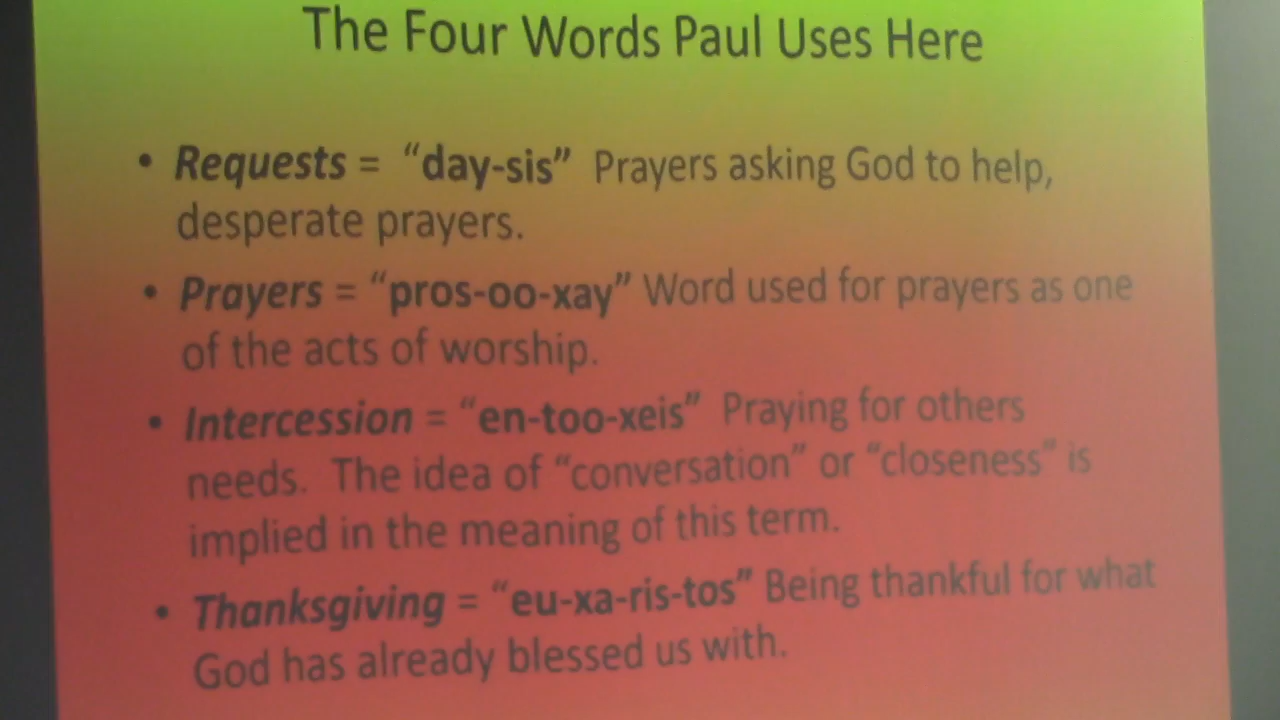 The Four Words Paul Uses Here
• Requests = “day-sis” Prayers asking God to help,
desperate prayers.
• Prayers = “pros-oo-xay” Word used for prayers as one
of the acts of worship.
• Intercession = “en-too-xeis” Praying for others
needs. The idea of “conversation” or “closeness” is
implied in the meaning of this term.
• Thanksgiving = “eu-xa-ris-tos” Being thankful for what
God has already blessed us with.